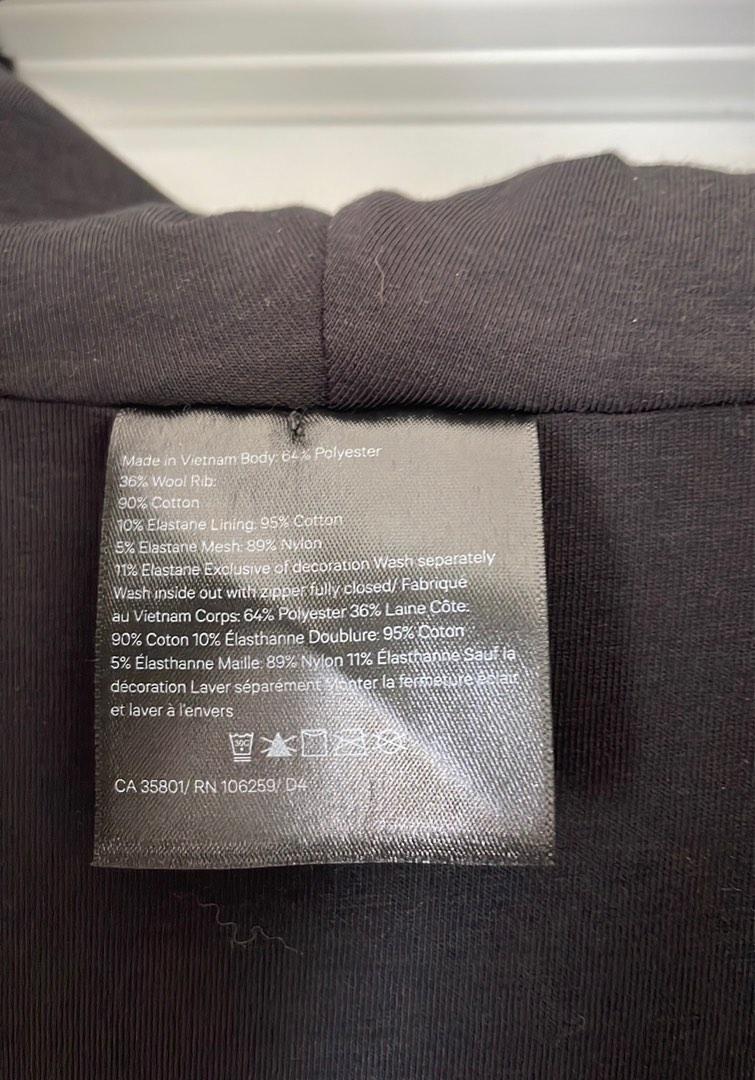 Made in Vietnam Body: 64% Polyester
36% Wool Rib:
90% Cotton
10% Elastane Lining: 95% Cotton
5% Elastane Mesh: 89% Nylon
11% Elastane Exclusive of decoration Wash separately
Wash inside out with zipper fully closed/ Fabrique
au Vietnam Corps: 64% Polyester 36% Laine Côte:
90% Coton 10% Élasthanne Doublure: 95% Coton
5% Élasthanne Maille: 89% Nylon 11% Élasthanne Sauf la
décoration Laver séparément Monter la fermeture éclair
et laver à l'envers
30C
CA 35801/ RN 106259/ D4